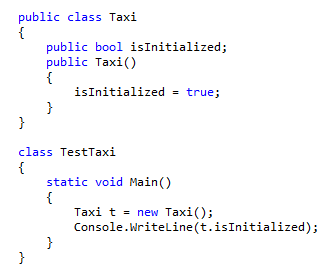 public class Taxi
{
    public bool isInitialized;
    public Taxi()
    {
        isInitialized = true;
    }
}

class TestTaxi
{
    static void Main()
    {
        Taxi t = new Taxi();
        Console.WriteLine(t.isInitialized);
    }
}